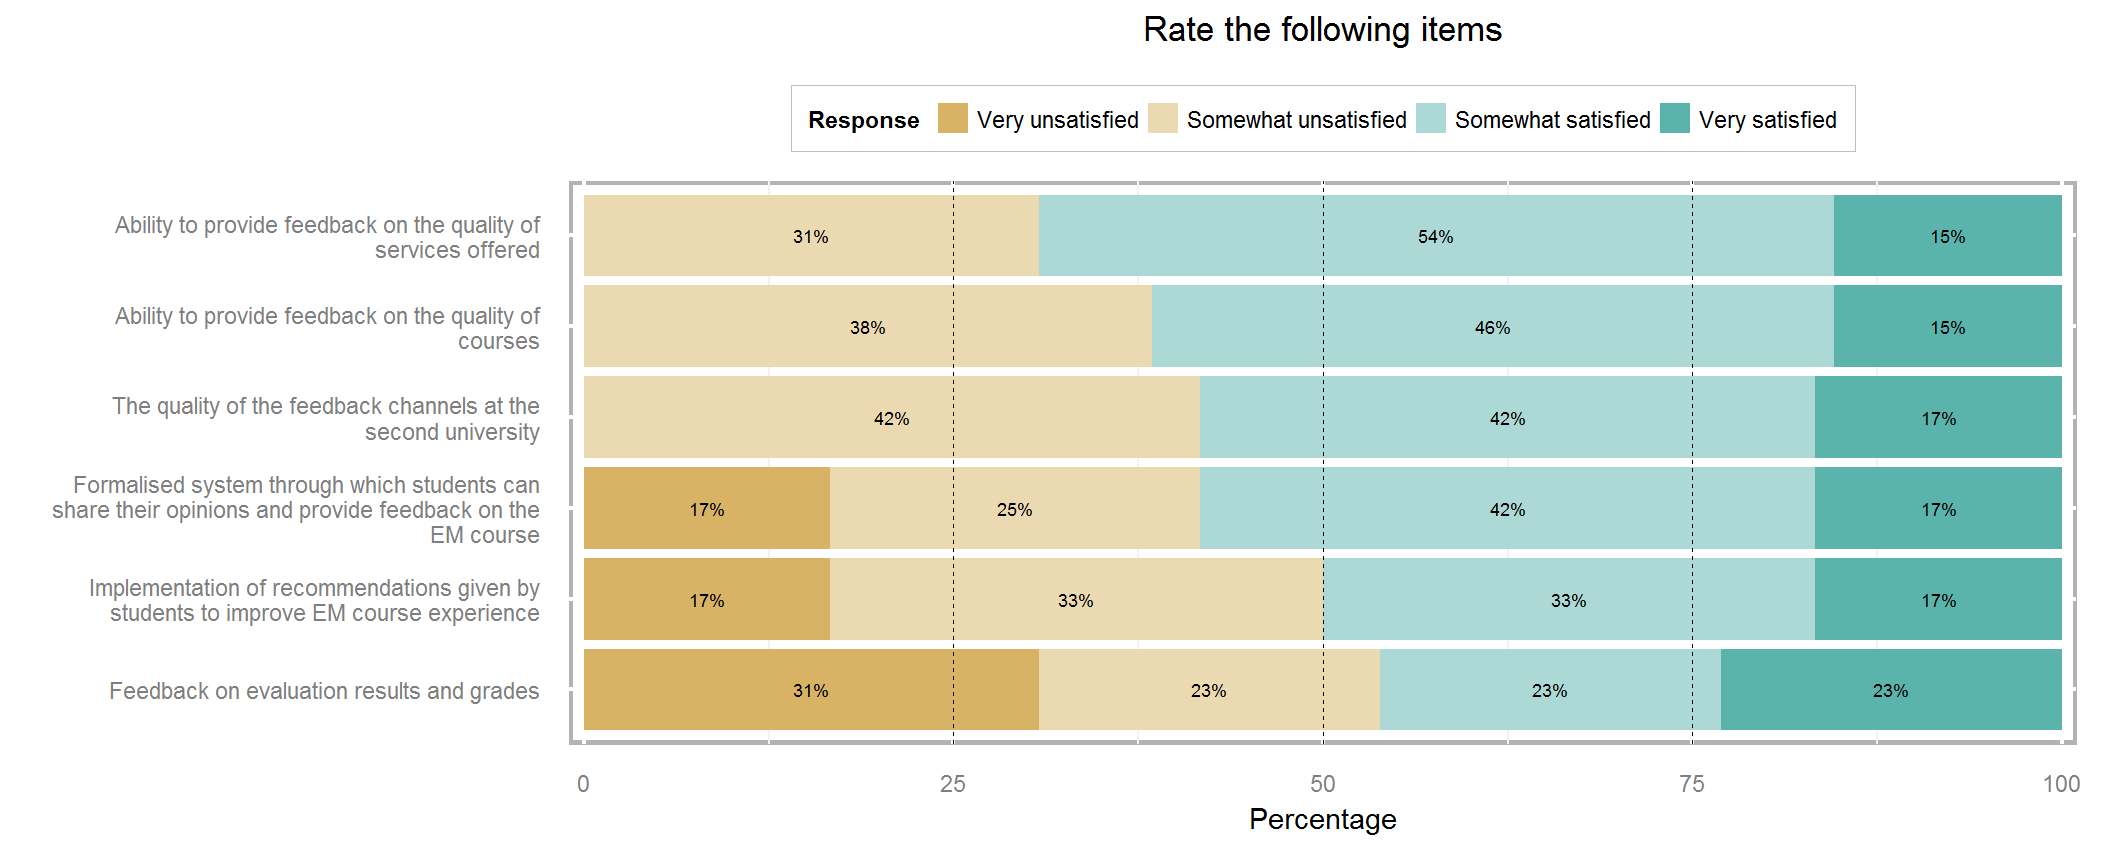 Rate the following items
Response Very unsatisfied Somewhat unsatisfied Somewhat satisfied Very satisfied
Ability to provide feedback on the quality of
services offered
31% 54% 15%
Ability to provide feedback on the quality of
courses
38% 46% 15%
The quality of the feedback channels at the
second university
42% 42% 17%
Formalised system through which students can
share their opinions and provide feedback on the
EM course
17% 25% 42% 17%
Implementation of recommendations given by
students to improve EM course experience
17% 33% 33% 17%
Feedback on evaluation results and grades
31% 23% 23% 23%
0 25 50 75 100
Percentage